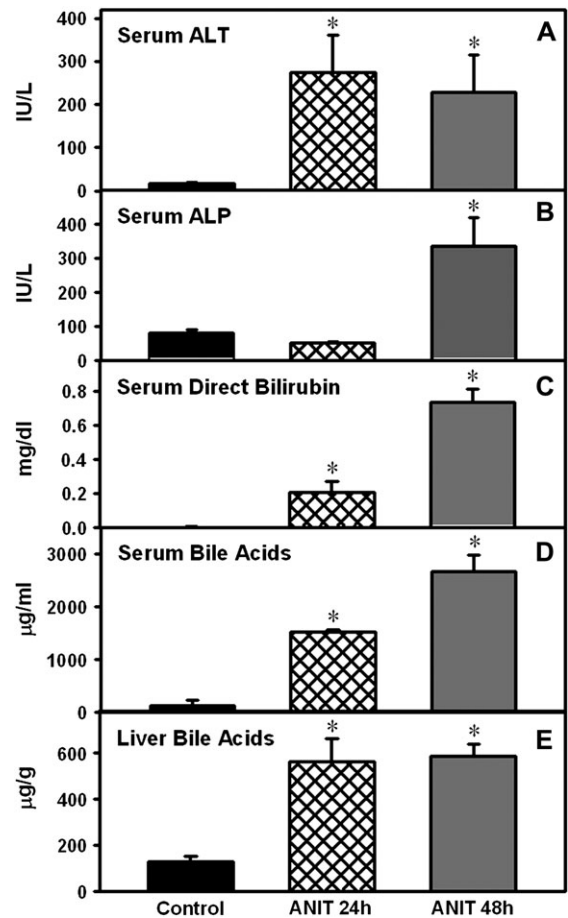 Serum ALT
A
IU/L
400
300
200
100
0
*
*
Serum ALP
B
IU/L
400
300
200
100
0
*
Serum Direct Bilirubin
C
mg/dl
0.8
0.6
0.4
0.2
0.0
*
*
Serum Bile Acids
D
µg/ml
3000
2000
1000
0
*
*
Liver Bile Acids
E
µg/g
600
400
200
0
*
*
Control
ANIT 24h
ANIT 48h